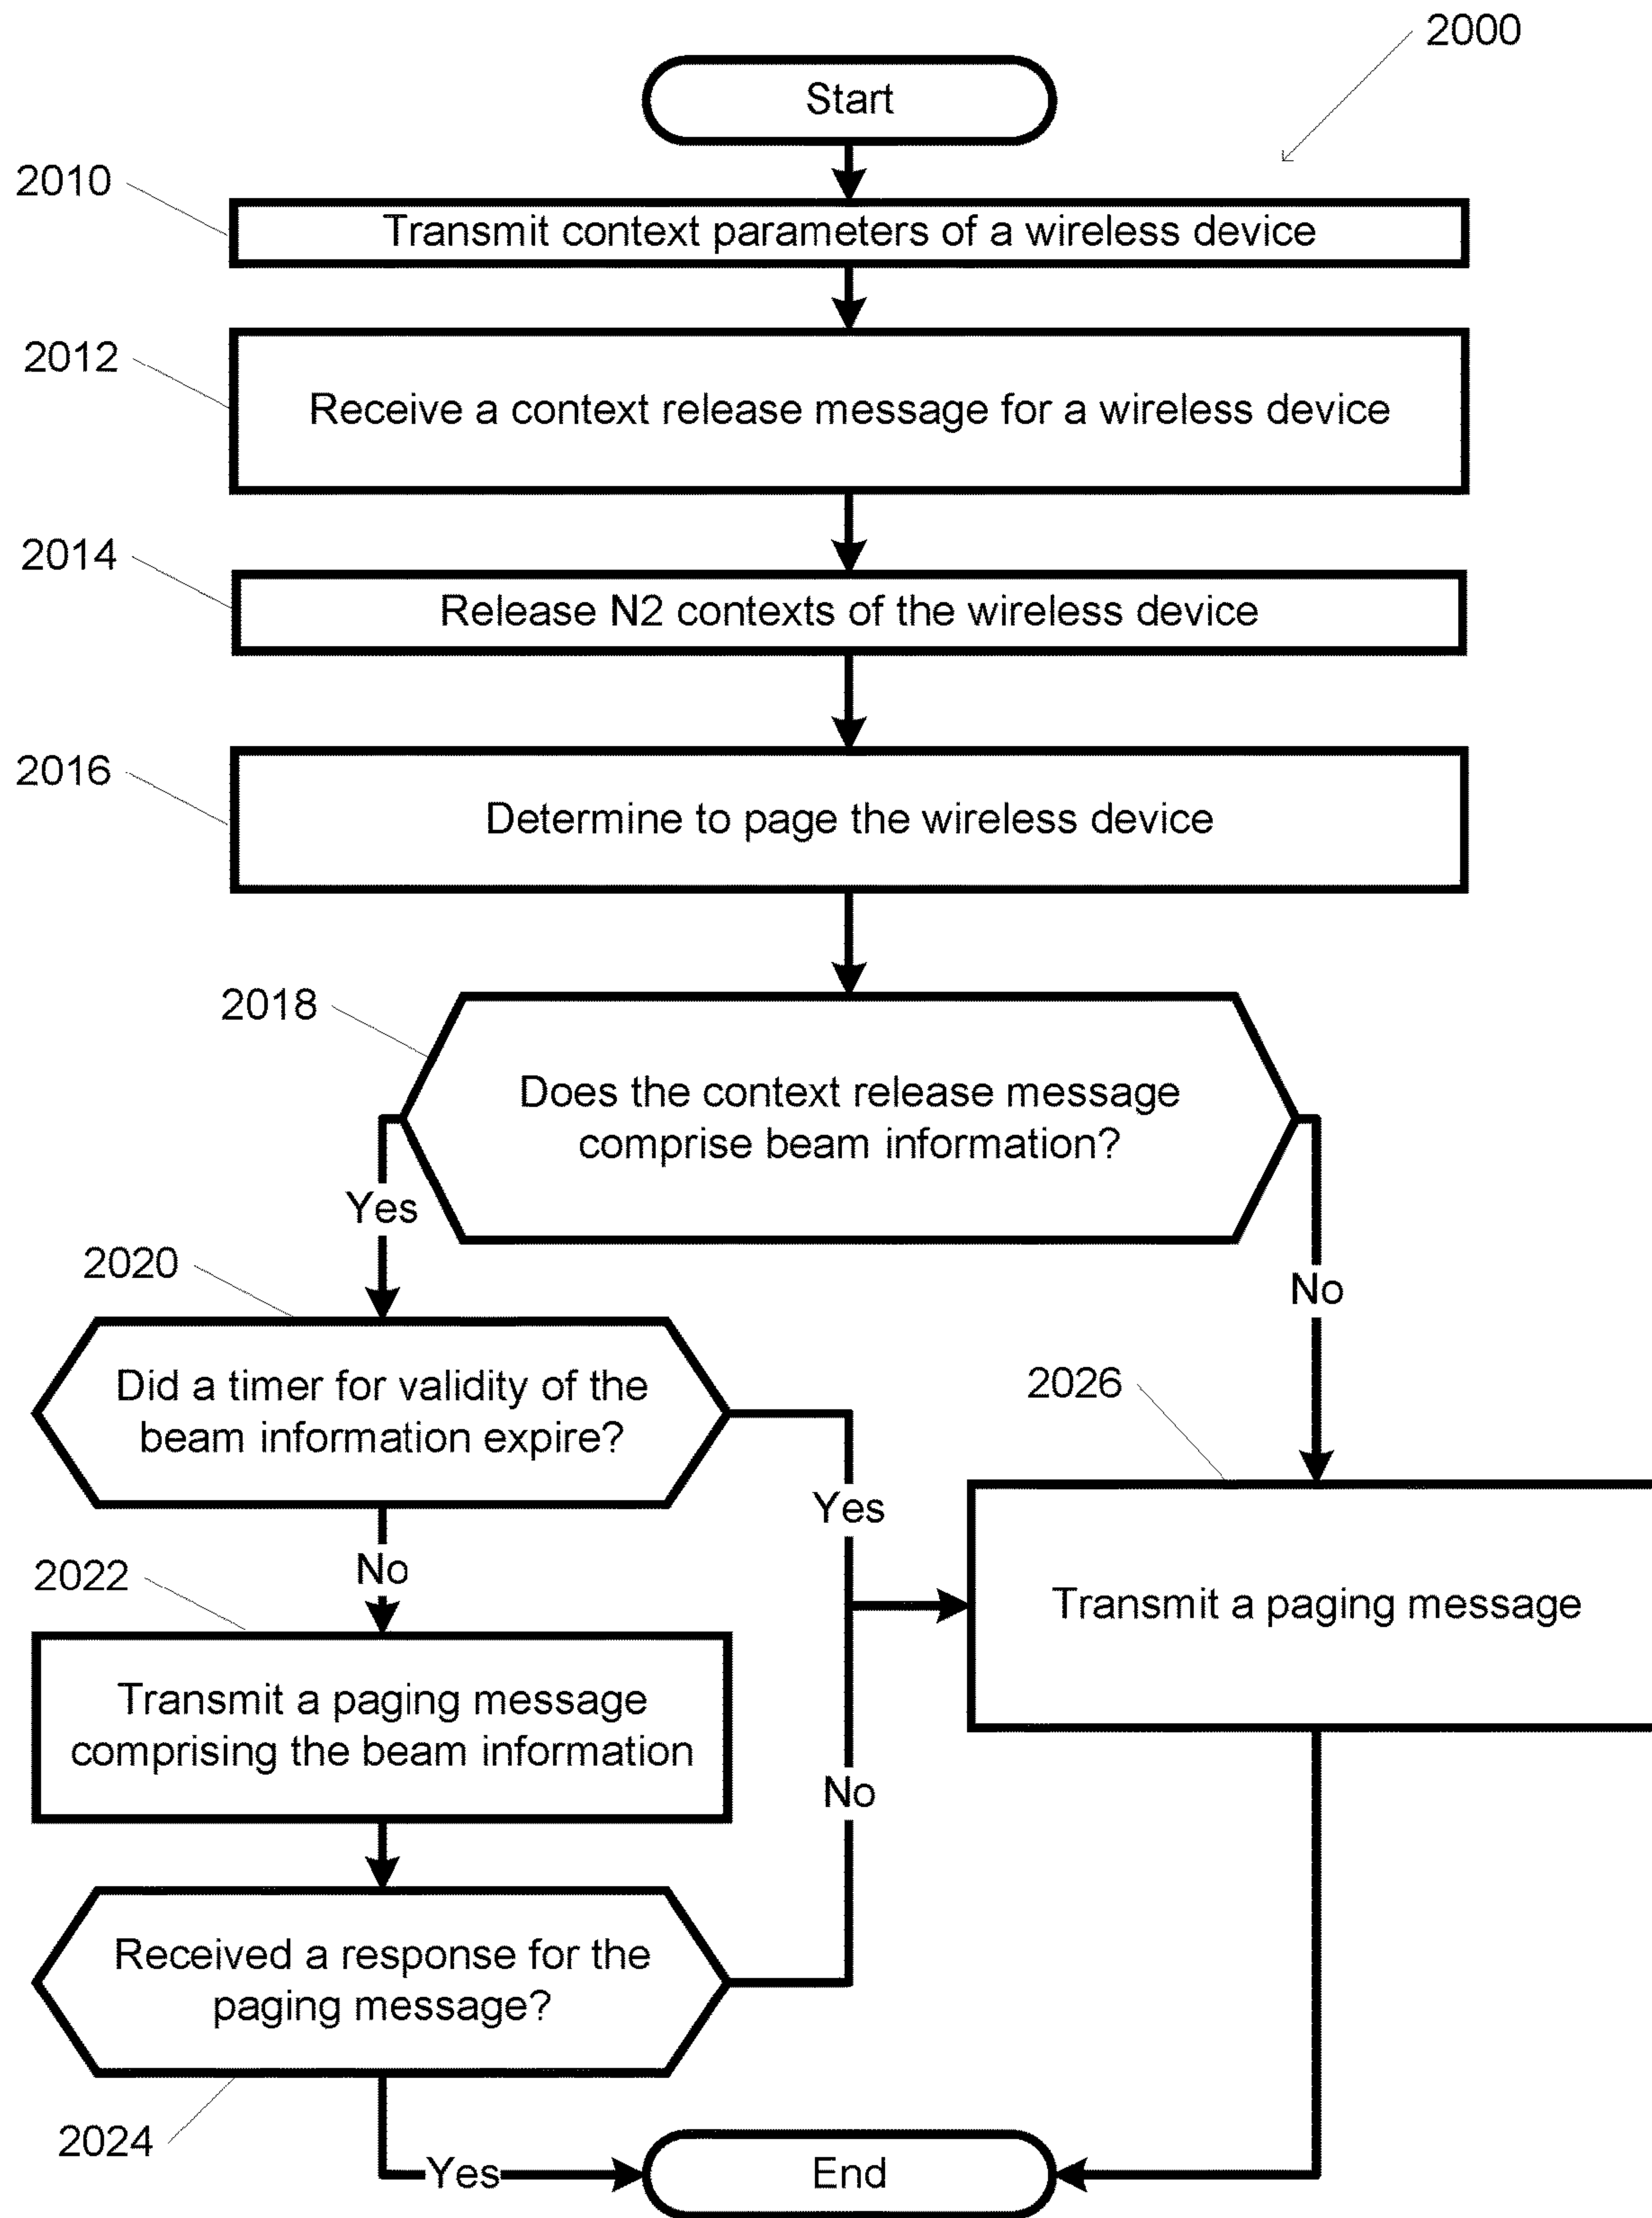 2000
Start
2010
Transmit context parameters of a wireless device
2012
Receive a context release message for a wireless device
2014
Release N2 contexts of the wireless device
2016
Determine to page the wireless device
2018
Does the context release message
comprise beam information?
Yes
No
2020
Did a timer for validity of the
beam information expire?
2026
Yes
No
2022
Transmit a paging message
Transmit a paging message
comprising the beam information
No
Received a response for the
paging message?
2024
Yes
End